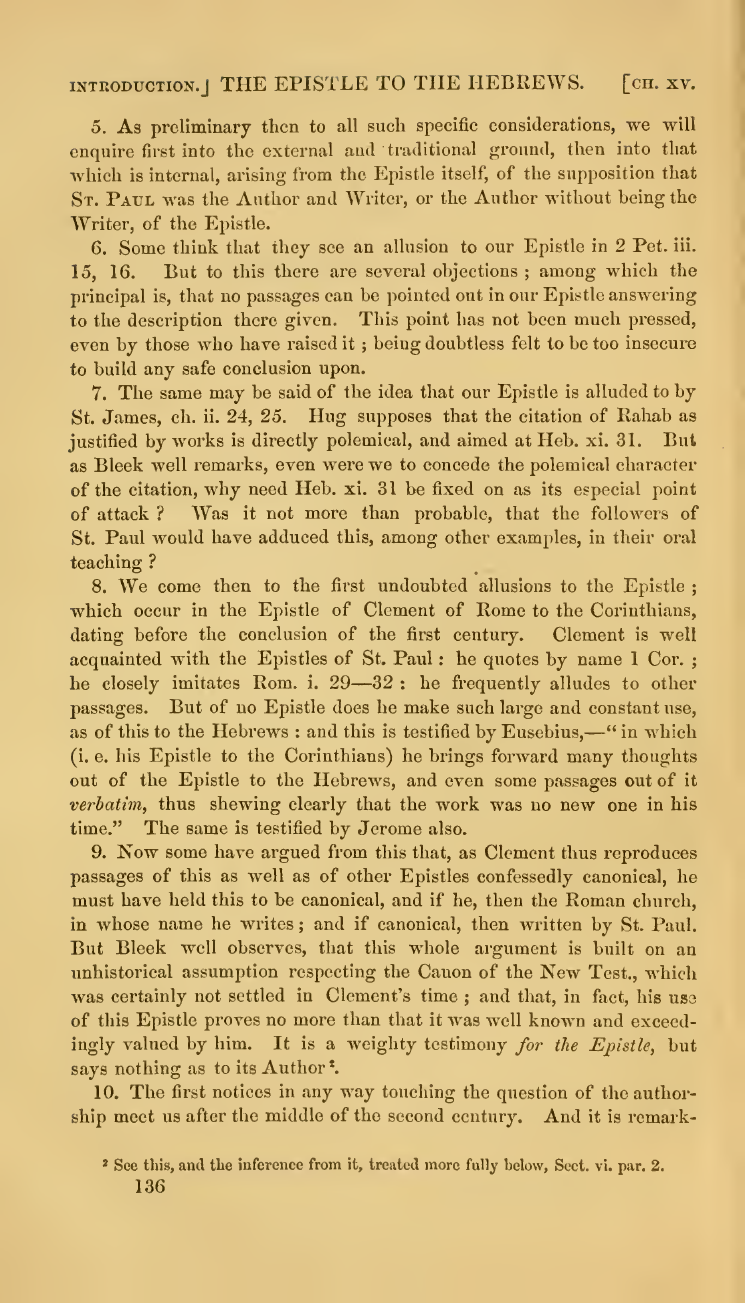 INTRODUCTION.] THE EPISTLE TO THE HEBREWS. [CH. XV.
5. As preliminary then to all such specific considerations, we will
enquire first into the external and traditional ground, then into that
which is internal, arising from the Epistle itself, of the supposition that
ST. PAUL was the Author and Writer, or the Author without being the
Writer, of the Epistle.
6. Some think that they see an allusion to our Epistle in 2 Pet. iii.
15, 16. But to this there are several objections ; among which the
principal is, that no passages can be pointed out in our Epistle answering
to the description there given. This point has not been much pressed,
even by those who have raised it ; being doubtless felt to be too insecure
to build any safe conclusion upon.
7. The same may be said of the idea that our Epistle is alluded to by
St. James, ch. ii. 24, 25. Hug supposes that the citation of Rahab as
justified by works is directly polemical, and aimed at Heb. xi. 31. But
as Bleek well remarks, even were we to concede the polemical character
of the citation, why need Heb. xi. 31 be fixed on as its especial point
of attack ? Was it not more than probable, that the followers of
St. Paul would have adduced this, among other examples, in their oral
teaching ?
8. We come then to the first undoubted allusions to the Epistle ;
which occur in the Epistle of Clement of Rome to the Corinthians,
dating before the conclusion of the first century. Clement is well
acquainted with the Epistles of St. Paul : he quotes by name 1 Cor. ;
he closely imitates Rom. i. 29—32 : he frequently alludes to other
passages. But of no Epistle does he make such large and constant use,
as of this to the Hebrews : and this is testified by Eusebius,—“ in which
(i. e. his Epistle to the Corinthians) he brings forward many thoughts
out of the Epistle to the Hebrews, and even some passages out of it
verbatim, thus shewing clearly that the work was no new one in his
time.” The same is testified by Jerome also.
9. Now some have argued from this that, as Clement thus reproduces
passages of this as well as of other Epistles confessedly canonical, he
must have held this to be canonical, and if he, then the Roman church,
in whose name he writes ; and if canonical, then written by St. Paul.
But Bleek well observes, that this whole argument is built on an
unhistorical assumption respecting the Canon of the New Test., which
was certainly not settled in Clement’s time ; and that, in fact, his use
of this Epistle proves no more than that it was well known and exceed-
ingly valued by him. It is a weighty testimony for the Epistle, but
says nothing as to its Author ².
10. The first notices in any way touching the question of the author-
ship meet us after the middle of the second century. And it is remark-
² See this, and the inference from it, treated more fully below, Sect. vi. par. 2.
136